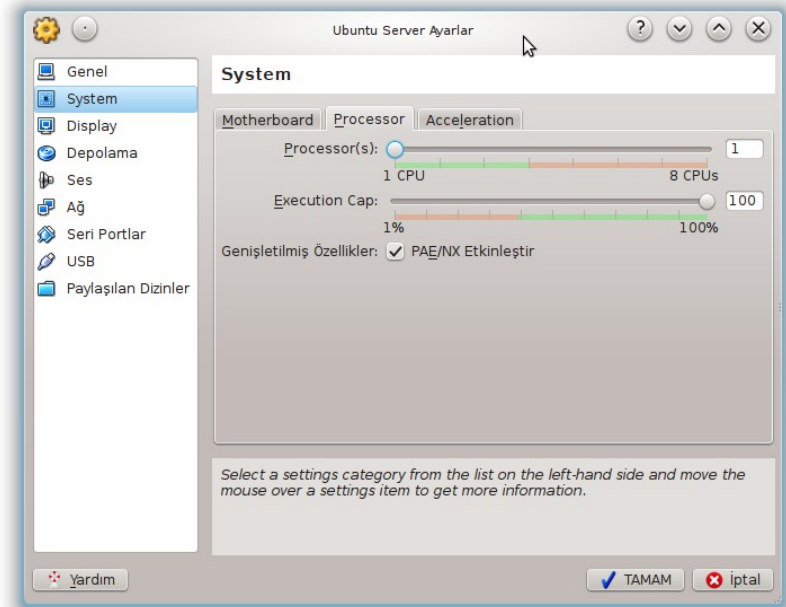 Ubuntu Server Ayarlar
Genel
System
Display
Depolama
Ses
Ağ
Seri Portlar
USB
Paylaşılan Dizinler
System
Motherboard Processor Acceleration
Processor(s): 1
1 CPU 8 CPUs
Execution Cap: 100
1% 100%
Genişletilmiş Özellikler: PAE/NX Etkinleştir
Select a settings category from the list on the left-hand side and move the
mouse over a settings item to get more information.
Yardım TAMAM İptal